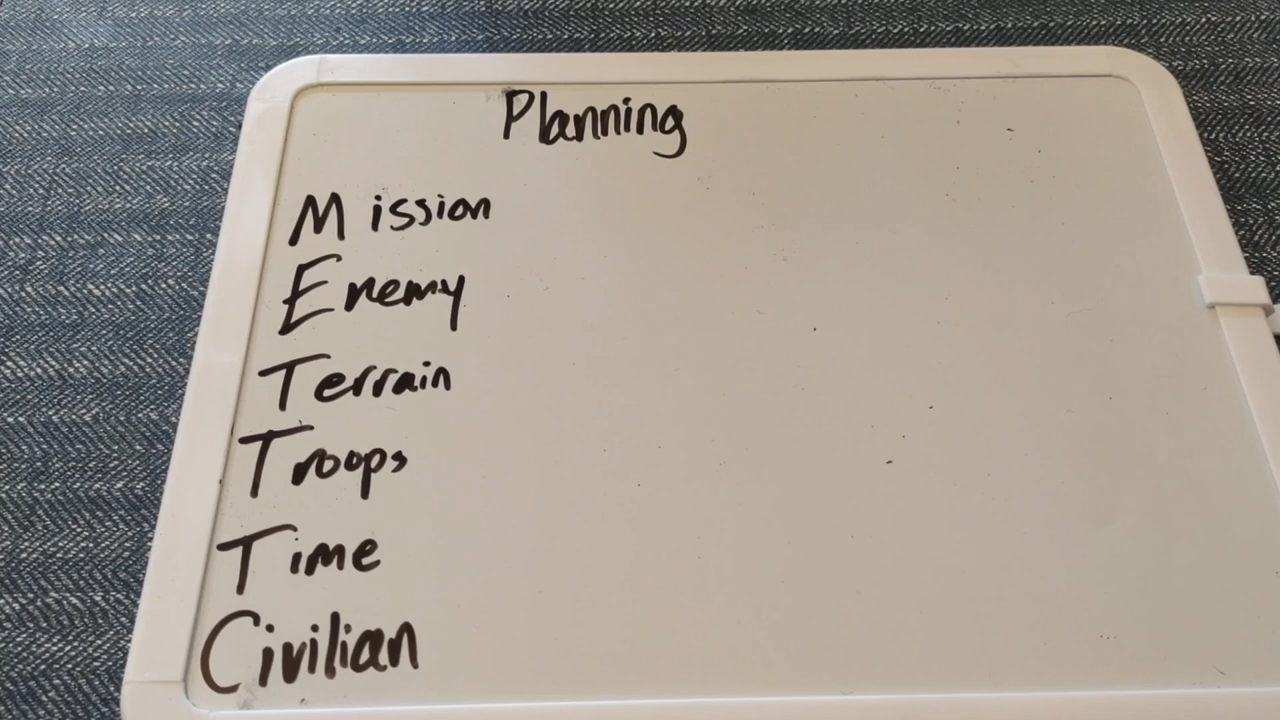 Planning
Mission
Enemy
Terrain
Troops
Time
Civilian